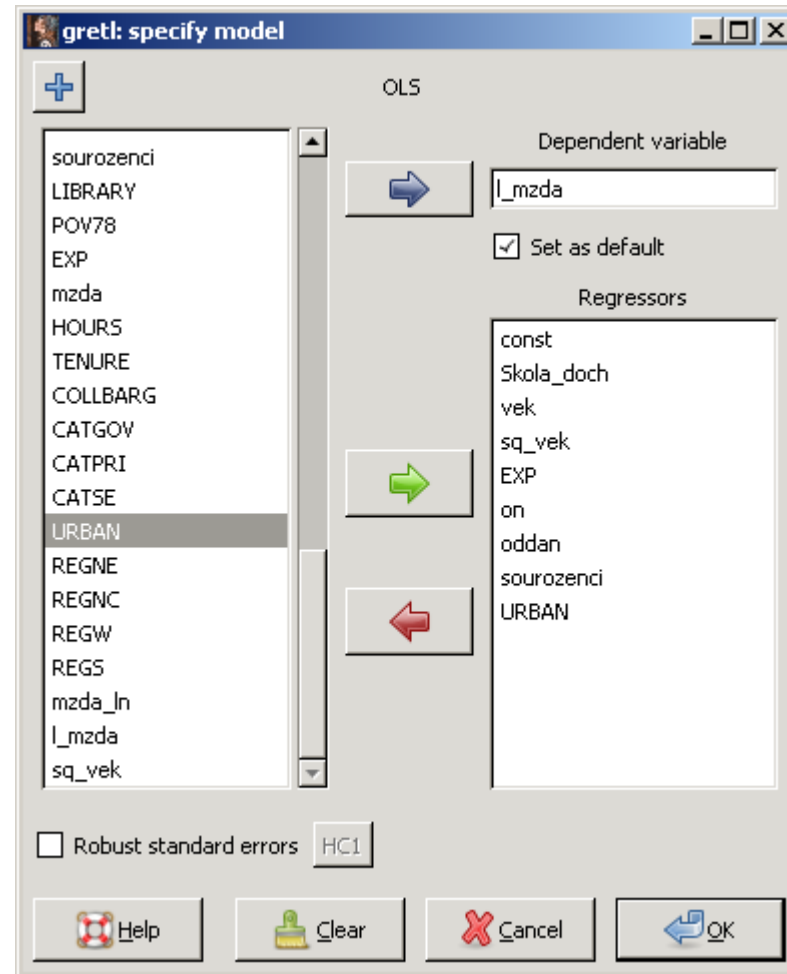 gretl: specify model
OLS
sourozenci
LIBRARY
POV78
EXP
mzda
HOURS
TENURE
COLLBARG
CATGOV
CATPRI
CATSE
URBAN
REGNE
REGNC
REGW
REGS
mzda_ln
l_mzda
sq_vek
Dependent variable
l_mzda
Set as default
Regressors
const
Skola_doch
vek
sq_vek
EXP
on
oddan
sourozenci
URBAN
Robust standard errors HC1
Help Clear Cancel OK